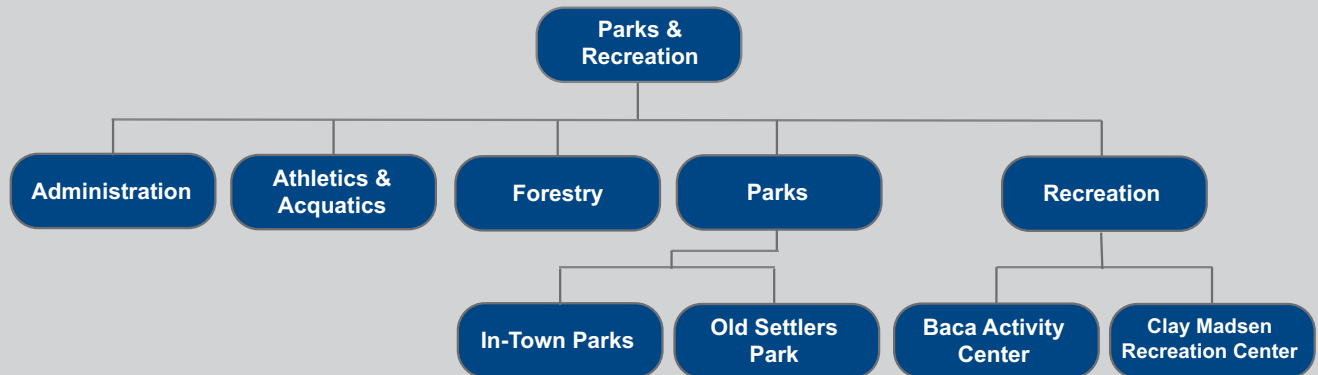 Parks &
Recreation
Administration
Athletics &
Acquatics
Forestry
Parks
Recreation
In-Town Parks
Old Settlers
Park
Baca Activity
Center
Clay Madsen
Recreation Center